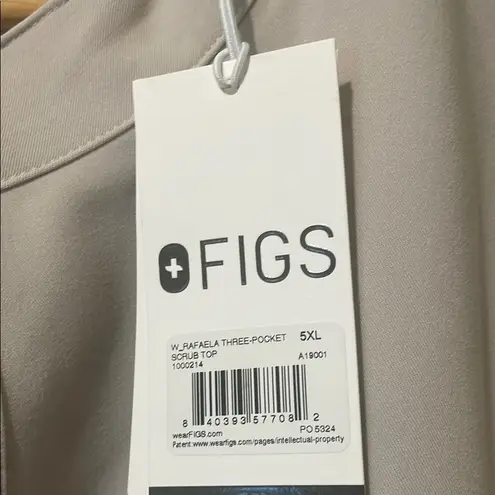 FIGS
W_RAFAELA THREE-POCKET 5XL
SCRUB TOP A19001
1000214
8 40393 57708 2
wearFIGS.com PO 5324
Patent: www.wearfigs.com/pages/intellectual-property